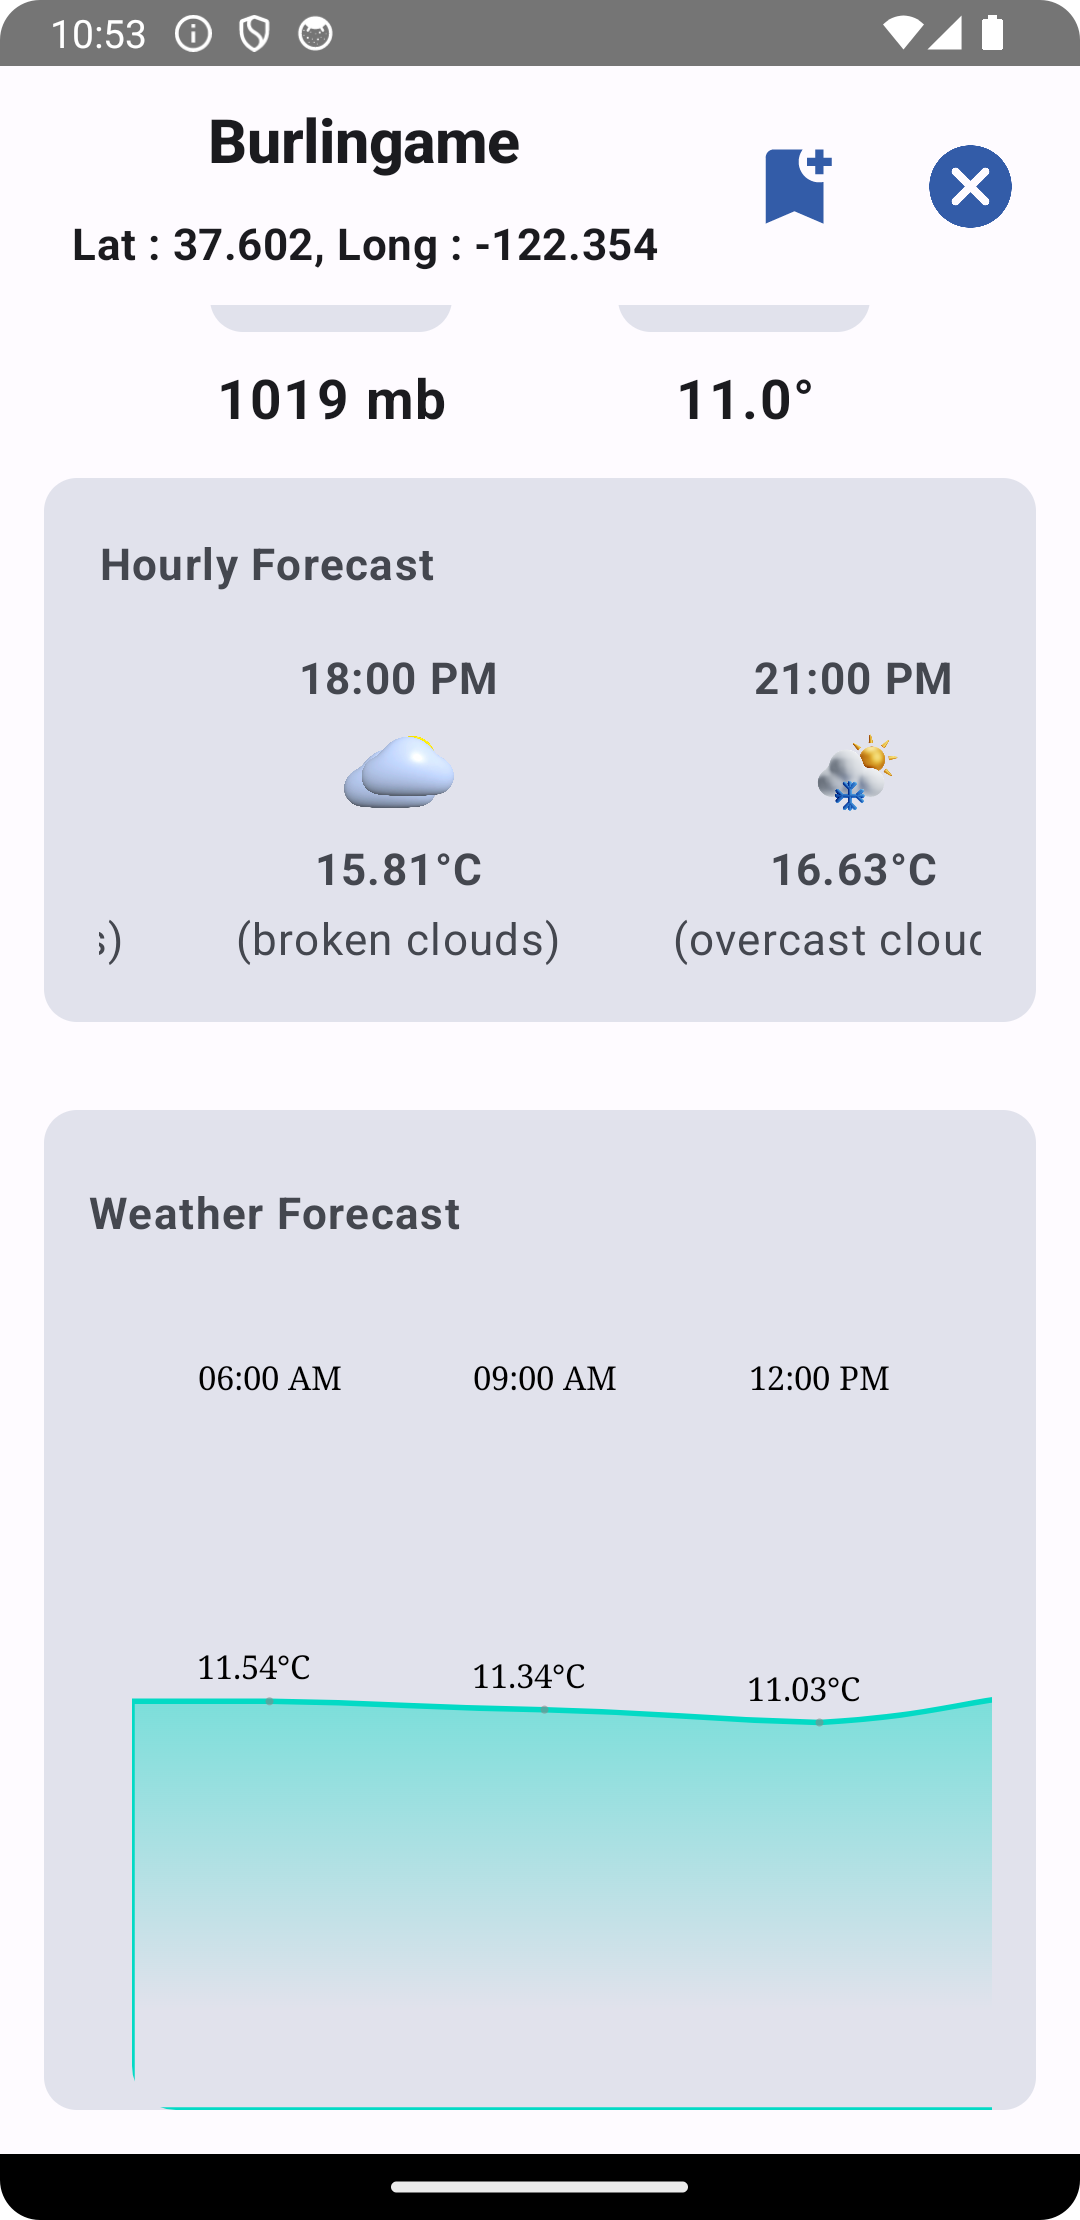 10:53
Burlingame
Lat : 37.602, Long : -122.354
1019 mb 11.0°
Hourly Forecast
18:00 PM 21:00 PM
15.81°C 16.63°C
s) (broken clouds) (overcast clouc
Weather Forecast
06:00 AM 09:00 AM 12:00 PM
11.54°C 11.34°C 11.03°C